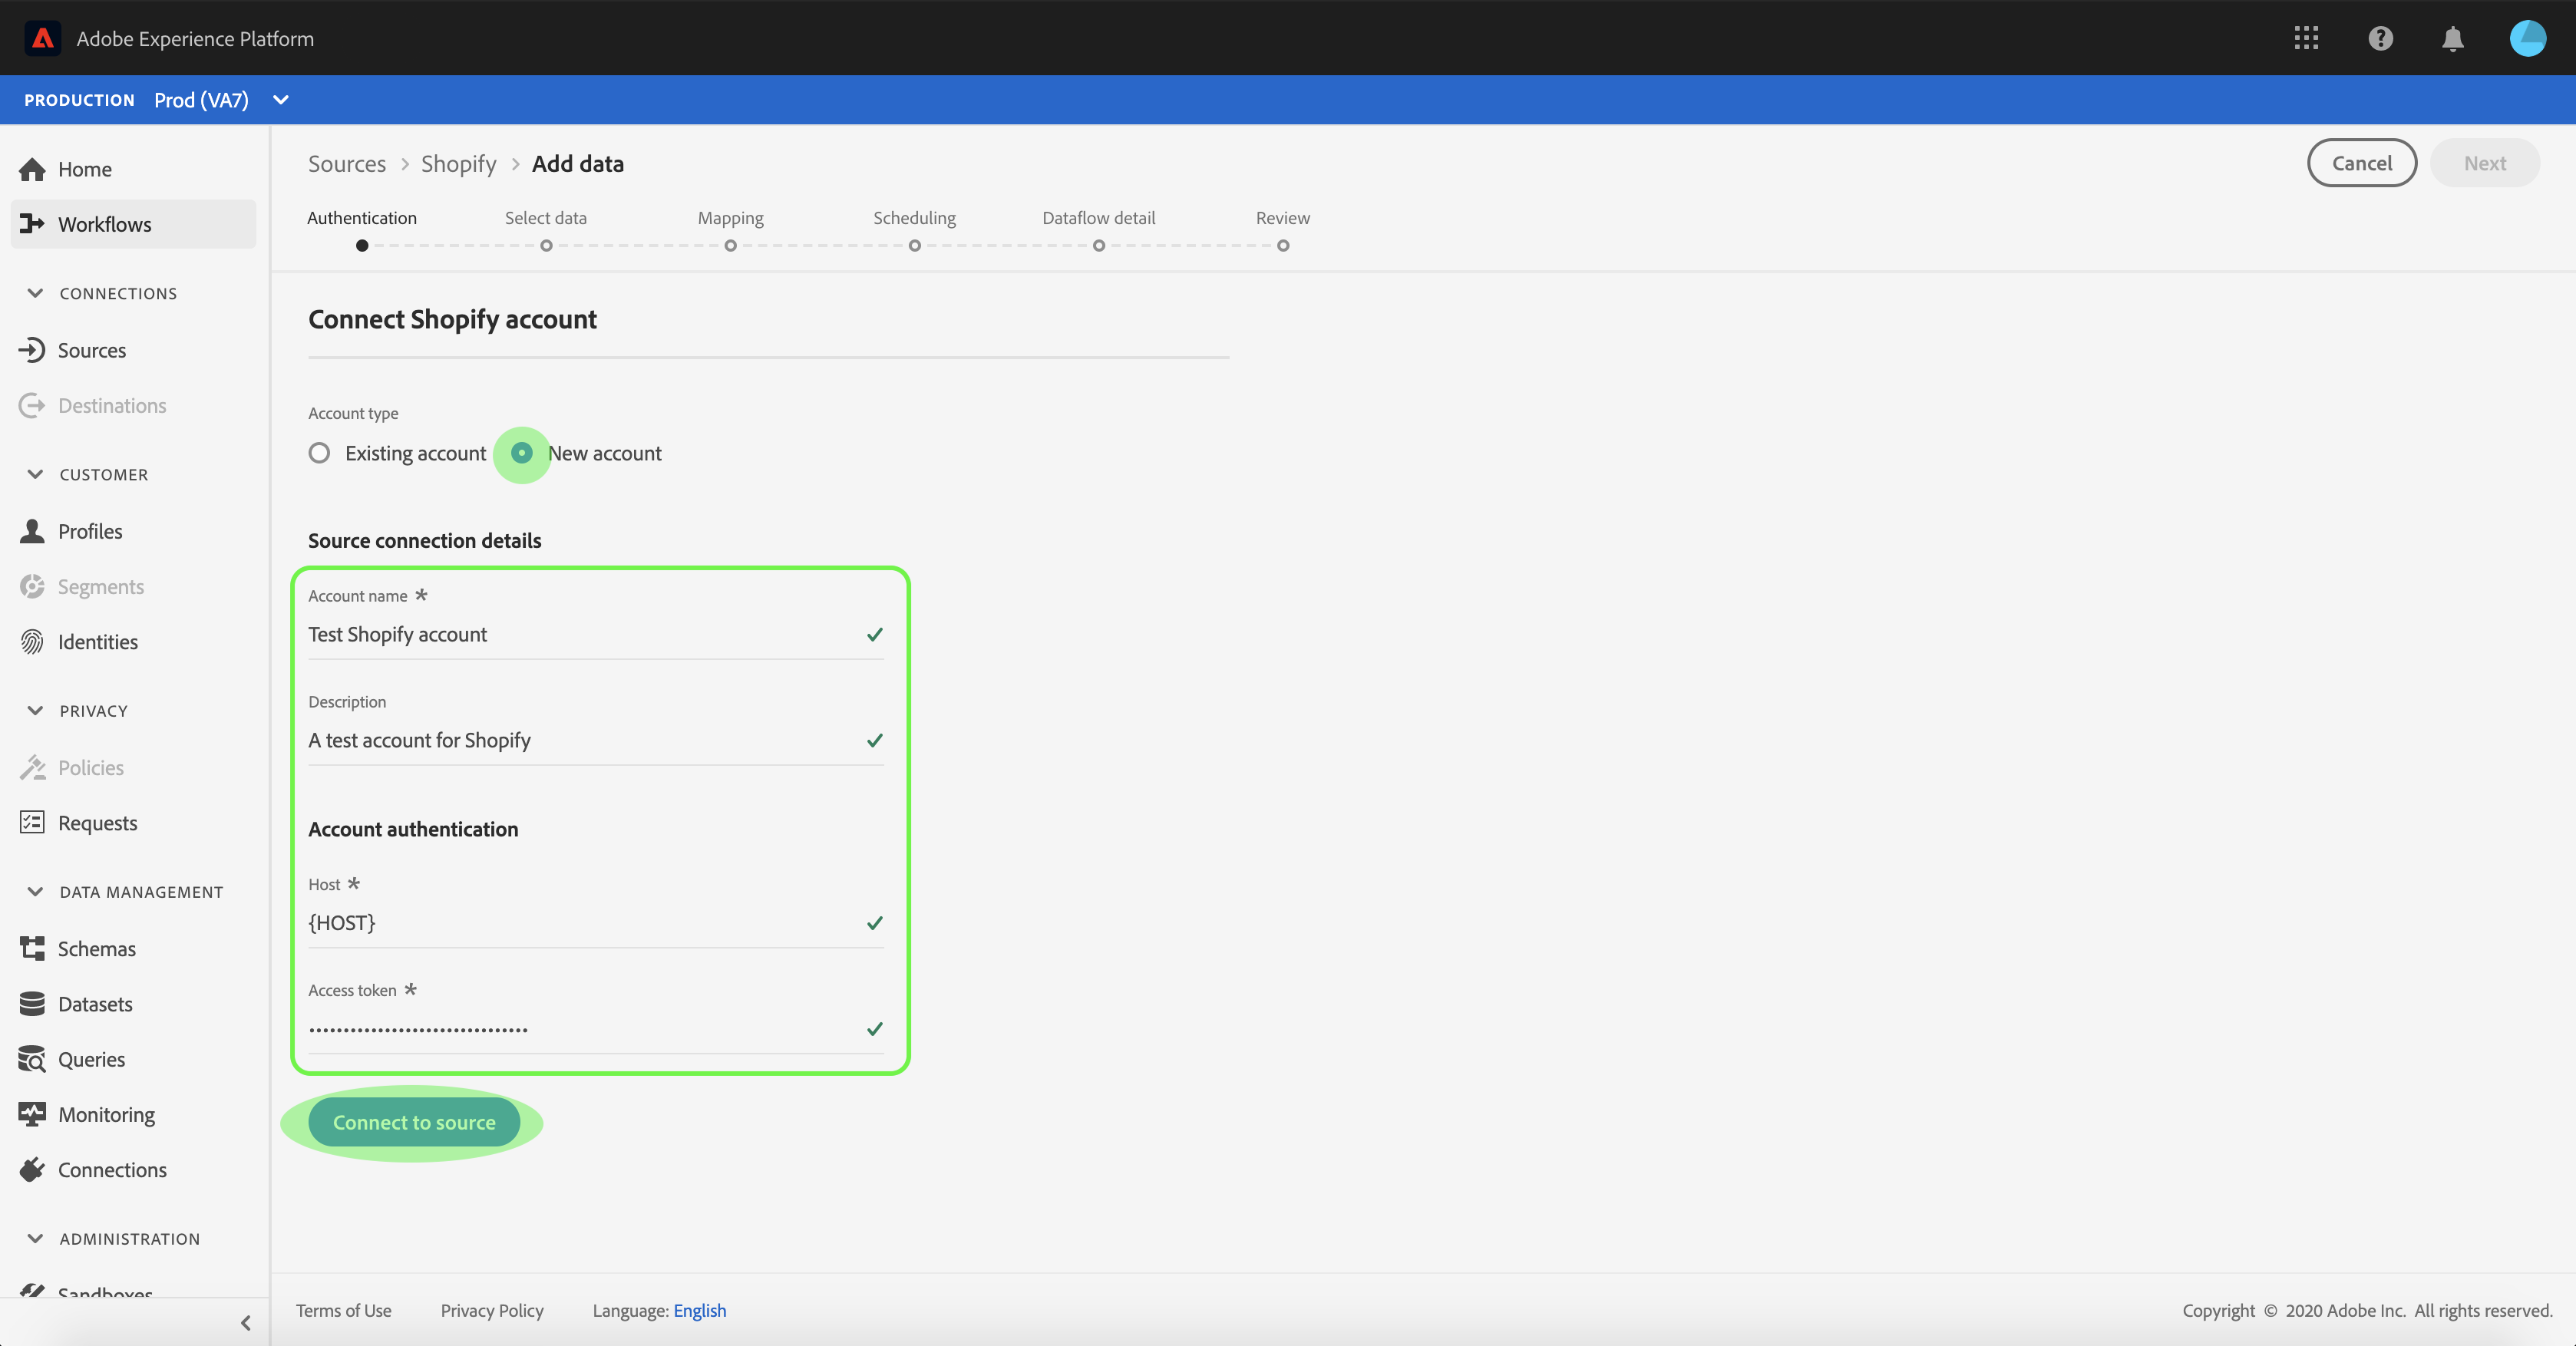 Adobe Experience Platform
PRODUCTION Prod (VA7)
Home
Workflows
CONNECTIONS
Sources
Destinations
CUSTOMER
Profiles
Segments
Identities
PRIVACY
Policies
Requests
DATA MANAGEMENT
Schemas
Datasets
Queries
Monitoring
Connections
ADMINISTRATION
Sandboxes
Sources > Shopify > Add data
Cancel Next
Authentication Select data Mapping Scheduling Dataflow detail Review
Connect Shopify account
Account type
Existing account New account
Source connection details
Account name *
Test Shopify account
Description
A test account for Shopify
Account authentication
Host *
{HOST}
Access token *
••••••••••••••••••••••••••••••••
Connect to source
Terms of Use Privacy Policy Language: English Copyright © 2020 Adobe Inc. All rights reserved.